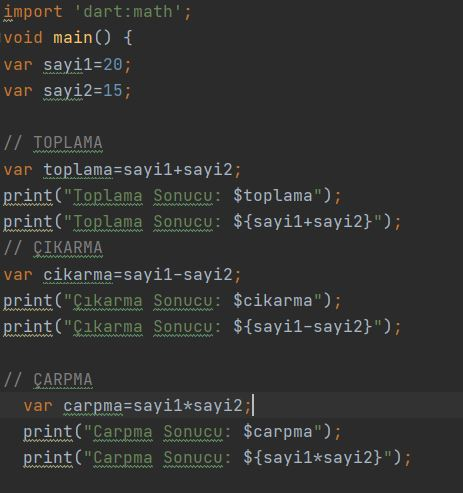 import 'dart:math';
void main() {
var sayi1=20;
var sayi2=15;
// TOPLAMA
var toplama=sayi1+sayi2;
print("Toplama Sonucu: $toplama");
print("Toplama Sonucu: ${sayi1+sayi2}");
// ÇIKARMA
var cikarma=sayi1-sayi2;
print("Çıkarma Sonucu: $cikarma");
print("Çıkarma Sonucu: ${sayi1-sayi2}");
// ÇARPMA
var carpma=sayi1*sayi2;
print("Carpma Sonucu: $carpma");
print("Carpma Sonucu: ${sayi1*sayi2}");